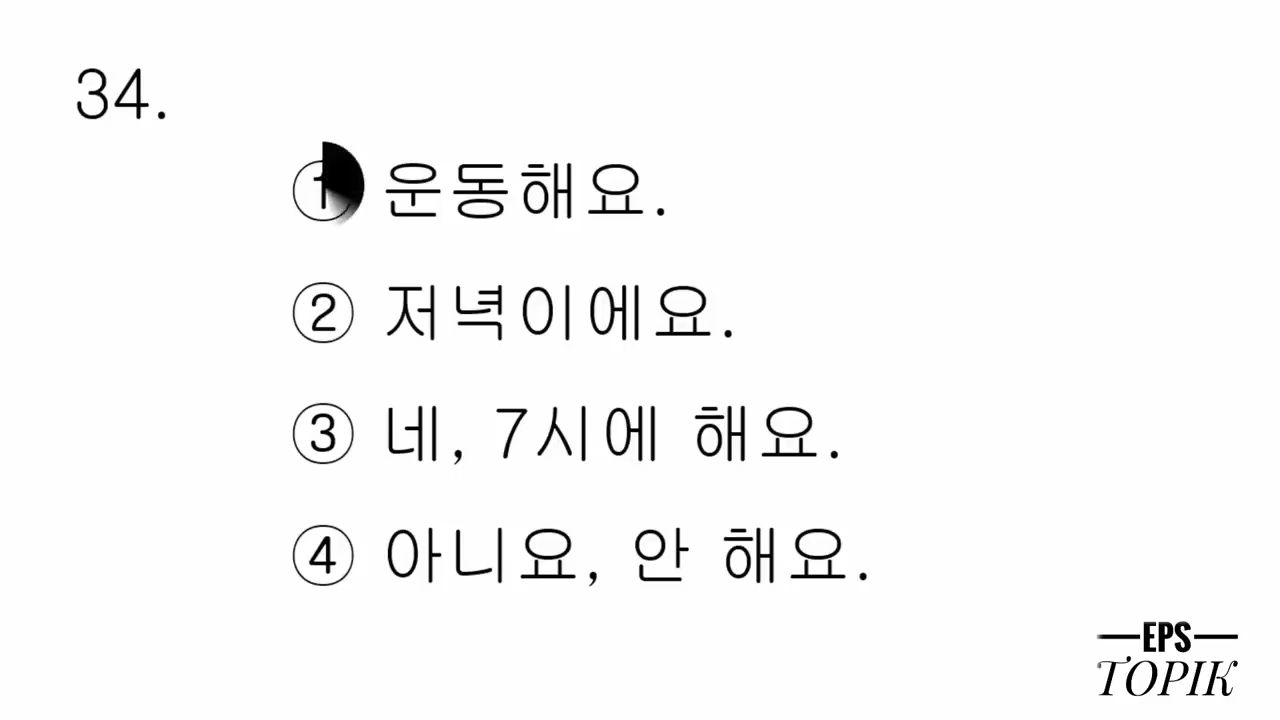 34.
① 운동해요.
② 저녁이에요.
③ 네, 7시에 해요.
④ 아니요, 안 해요.
EPS
TOPIK